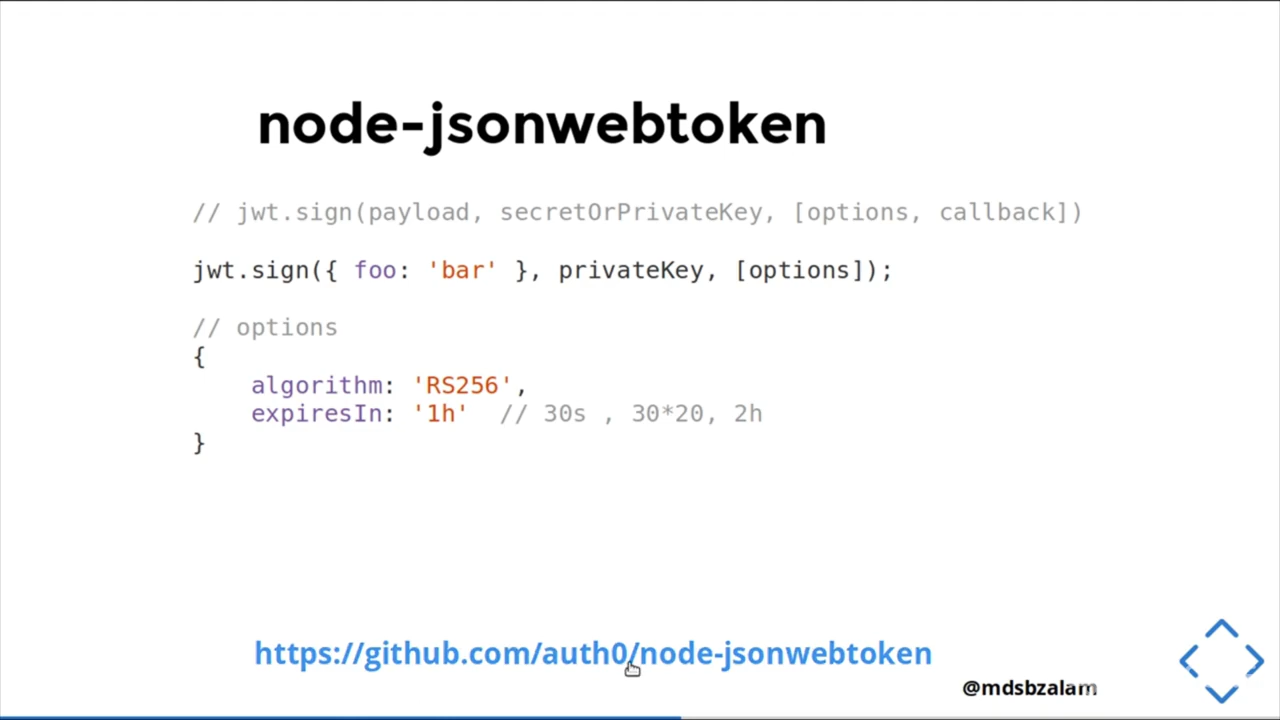 node-jsonwebtoken
// jwt.sign(payload, secretOrPrivateKey, [options, callback])
jwt.sign({ foo: 'bar' }, privateKey, [options]);
// options
{
    algorithm: 'RS256',
    expiresIn: '1h'  // 30s , 30*20, 2h
}
https://github.com/auth0/node-jsonwebtoken
@mdsbzalam